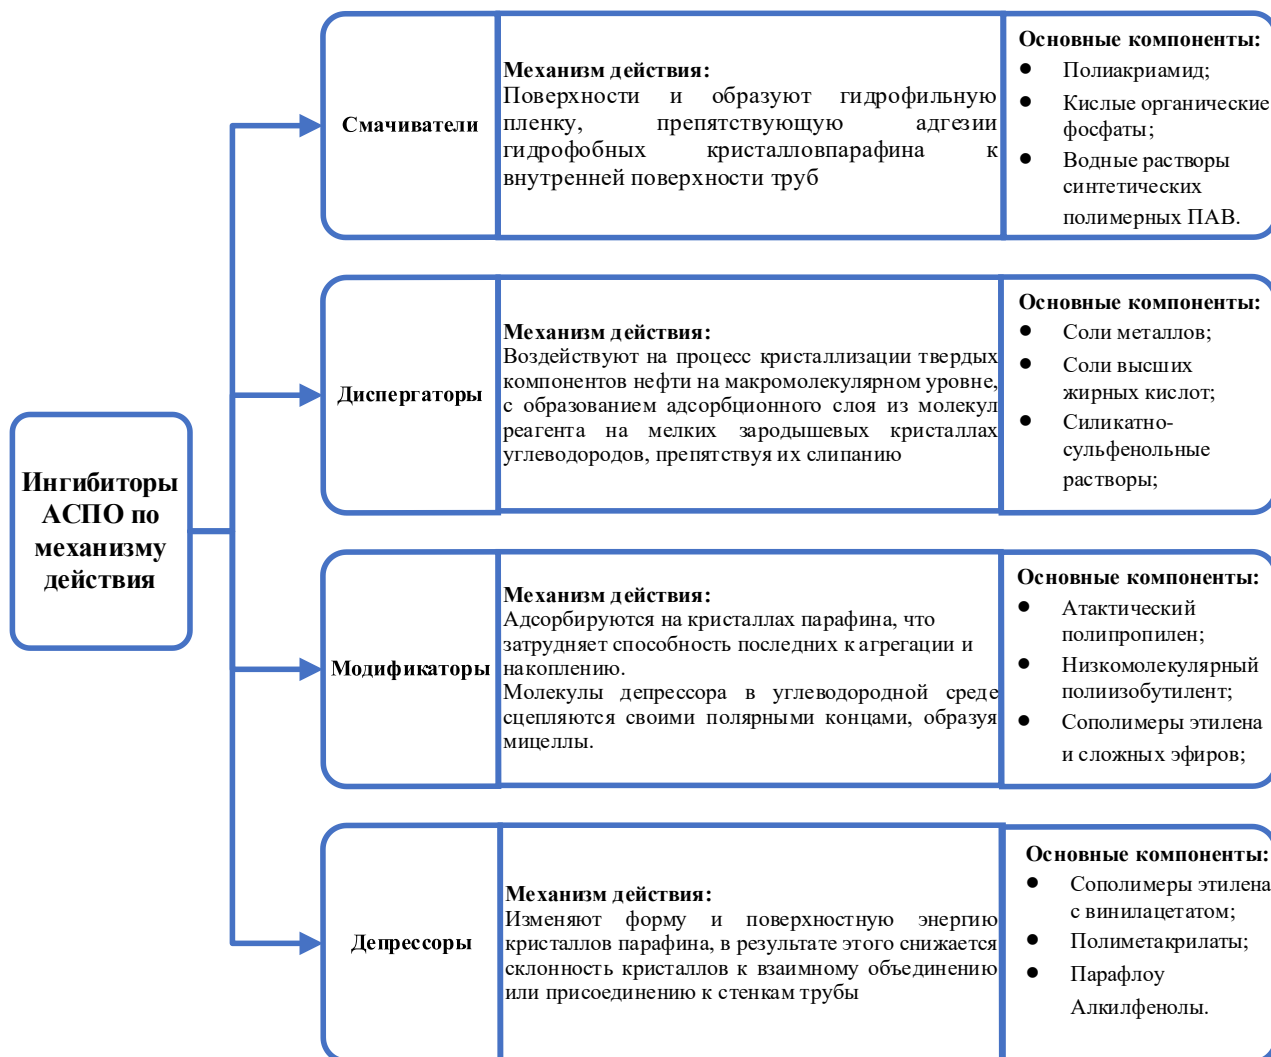 Ингибиторы
АСПО по
механизму
действия
Смачиватели
Механизм действия:
Поверхности и образуют гидрофильную
пленку, препятствующую адгезии
гидрофобных кристалловпарафина к
внутренней поверхности труб
Основные компоненты:
● Полиакриамид;
● Кислые органические
фосфаты;
● Водные растворы
синтетических
полимерных ПАВ.
Диспергаторы
Механизм действия:
Воздействуют на процесс кристаллизации твердых
компонентов нефти на макромолекулярном уровне,
с образованием адсорбционного слоя из молекул
реагента на мелких зародышевых кристаллах
углеводородов, препятствуя их слипанию
Основные компоненты:
● Соли металлов;
● Соли высших
жирных кислот;
● Силикатно-
сульфенольные
растворы;
Модификаторы
Механизм действия:
Адсорбируются на кристаллах парафина, что
затрудняет способность последних к агрегации и
накоплению.
Молекулы депрессора в углеводородной среде
сцепляются своими полярными концами, образуя
мицеллы.
Основные компоненты:
● Атактический
полипропилен;
● Низкомолекулярный
полиизобутилент;
● Сополимеры этилена
и сложных эфиров;
Депрессоры
Механизм действия:
Изменяют форму и поверхностную энергию
кристаллов парафина, в результате этого снижается
склонность кристаллов к взаимному объединению
или присоединению к стенкам трубы
Основные компоненты:
● Сополимеры этилена
с винилацетатом;
● Полиметакрилаты;
● Парафлоу
Алкилфенолы.